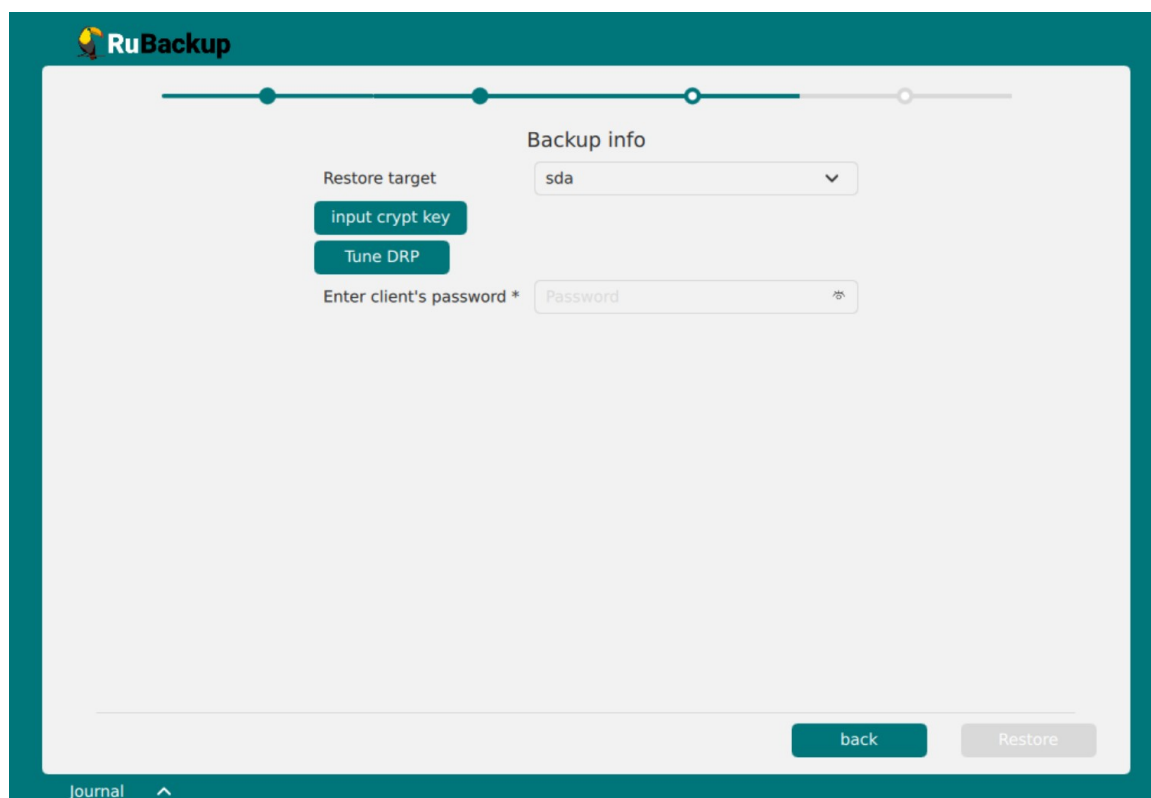 RuBackup
Backup info
Restore target
sda
input crypt key
Tune DRP
Enter client's password *
Password
back
Restore
Journal